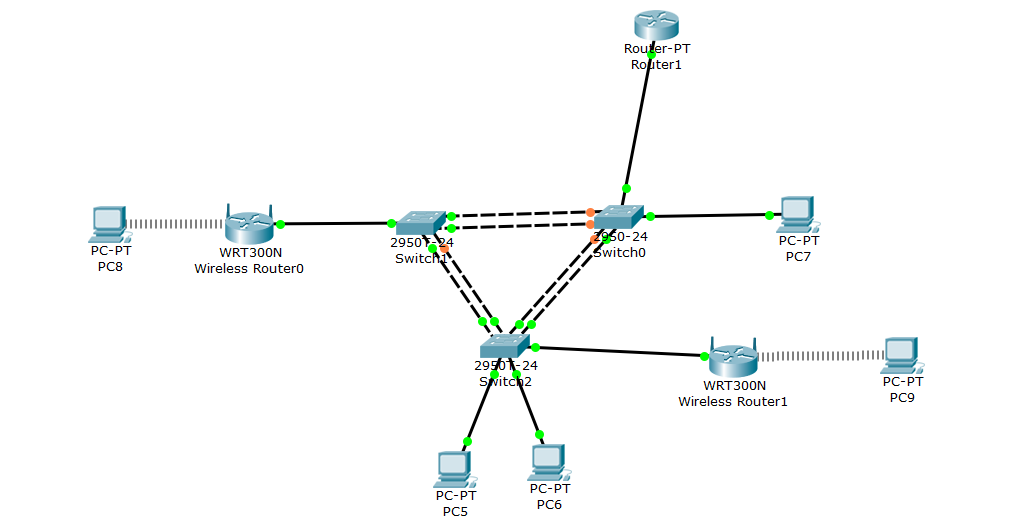 Router-PT
Router1
PC-PT
PC8
WRT300N
Wireless Router0
2950T-24
Switch1
2950-24
Switch0
PC-PT
PC7
2950T-24
Switch2
WRT300N
Wireless Router1
PC-PT
PC9
PC-PT
PC5
PC-PT
PC6